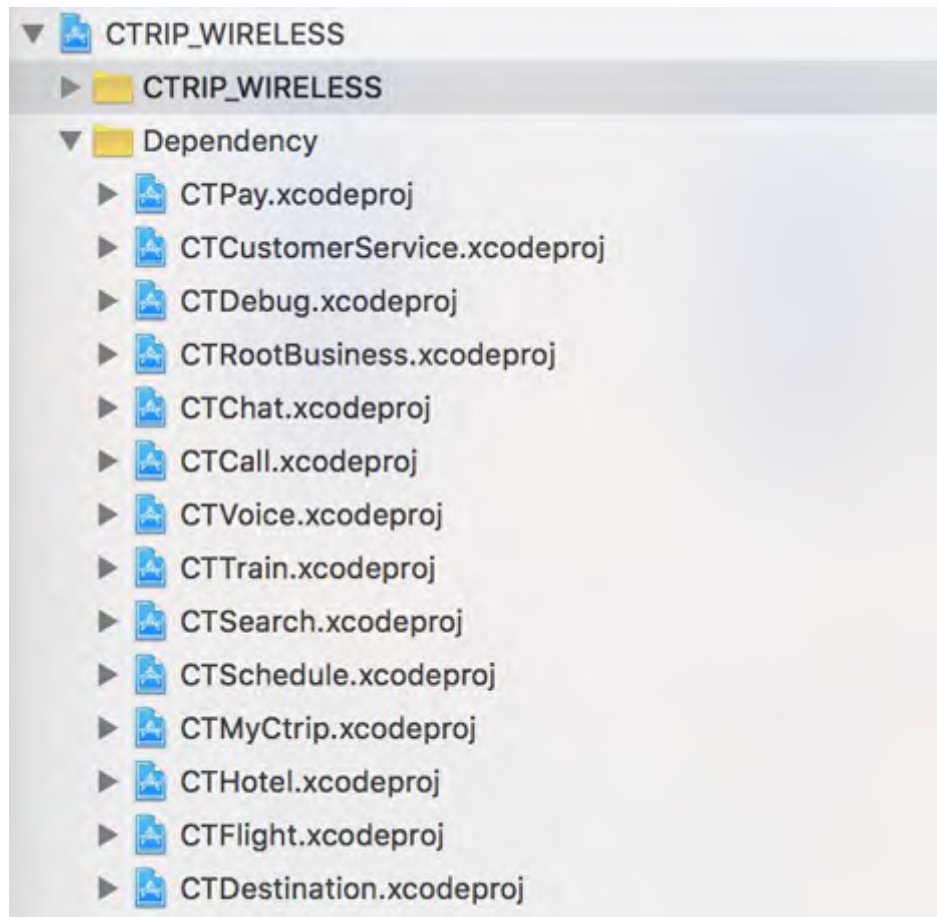 CTRIP_WIRELESS
CTRIP_WIRELESS
Dependency
CTPay.xcodeproj
CTCustomerService.xcodeproj
CTDebug.xcodeproj
CTRootBusiness.xcodeproj
CTChat.xcodeproj
CTCall.xcodeproj
CTVoice.xcodeproj
CTTrain.xcodeproj
CTSearch.xcodeproj
CTSchedule.xcodeproj
CTMyCtrip.xcodeproj
CTHotel.xcodeproj
CTFlight.xcodeproj
CTDestination.xcodeproj